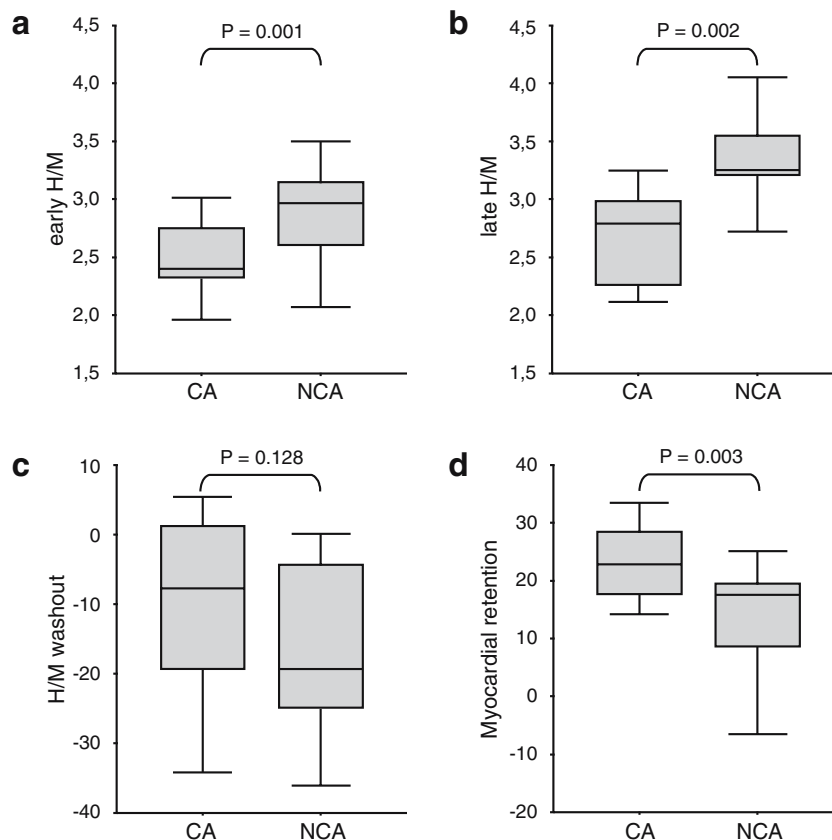 a
P = 0.001
early H/M
4,5
4,0
3,5
3,0
2,5
2,0
1,5
CA NCA
b
P = 0.002
late H/M
4,5
4,0
3,5
3,0
2,5
2,0
1,5
CA NCA
c
P = 0.128
H/M washout
10
0
-10
-20
-30
-40
CA NCA
d
P = 0.003
Myocardial retention
40
30
20
10
0
-10
-20
CA NCA